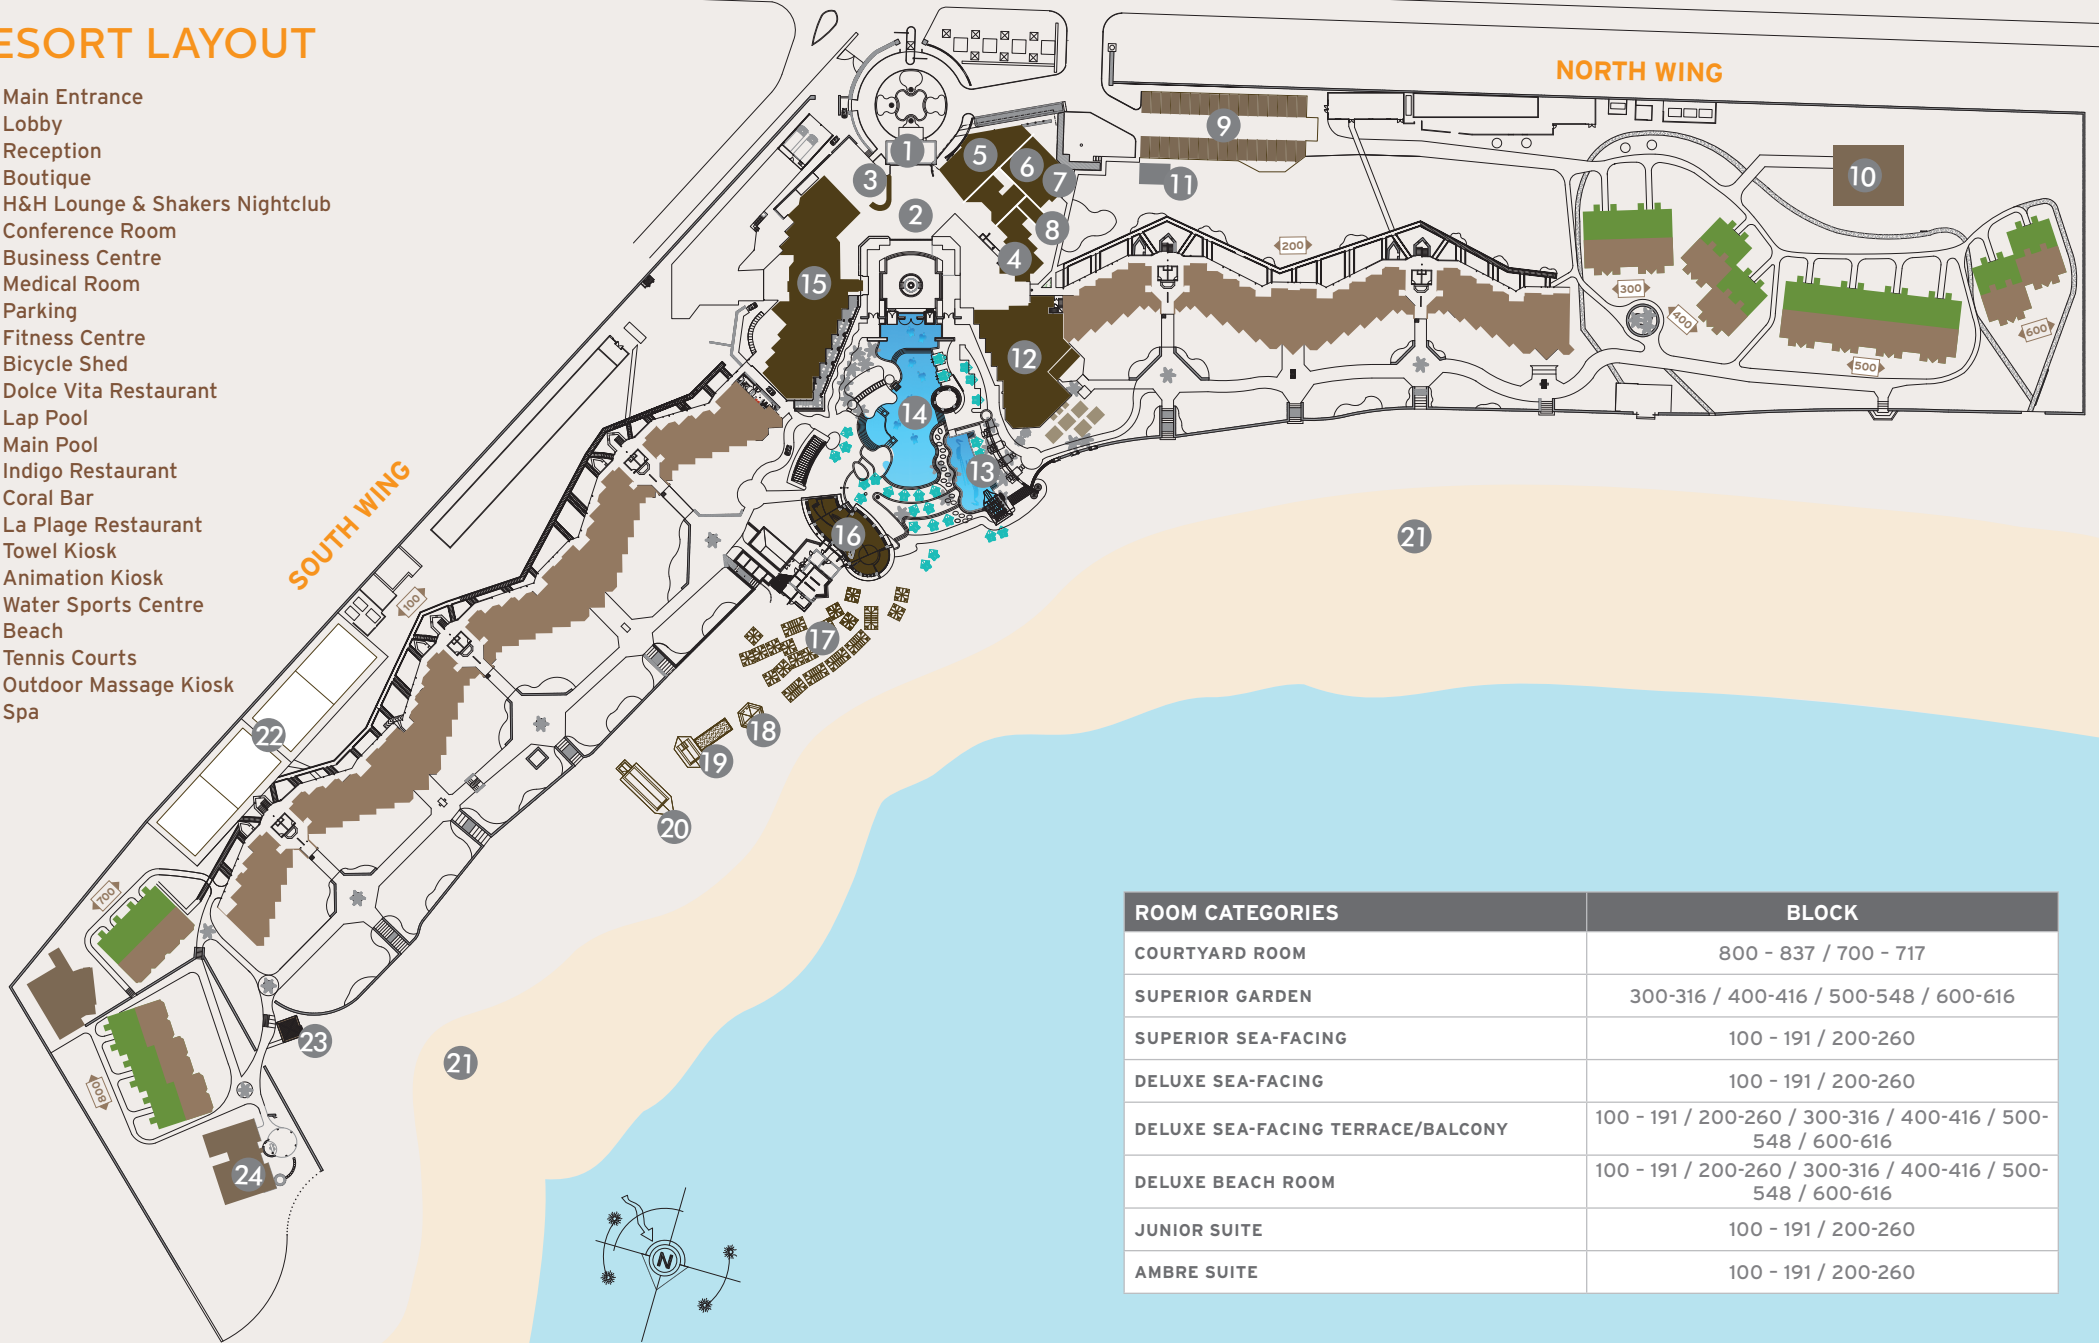 ESORT LAYOUT
Main Entrance
Lobby
Reception
Boutique
H&H Lounge & Shakers Nightclub
Conference Room
Business Centre
Medical Room
Parking
Fitness Centre
Bicycle Shed
Dolce Vita Restaurant
Lap Pool
Main Pool
Indigo Restaurant
Coral Bar
La Plage Restaurant
Towel Kiosk
Animation Kiosk
Water Sports Centre
Beach
Tennis Courts
Outdoor Massage Kiosk
Spa
NORTH WING
SOUTH WING
1
2
3
4
5
6
7
8
9
10
11
12
13
14
15
16
17
18
19
20
21
21
22
23
24
100
200
300
400
500
600
700
800
N
ROOM CATEGORIES BLOCK
COURTYARD ROOM 800 - 837 / 700 - 717
SUPERIOR GARDEN 300-316 / 400-416 / 500-548 / 600-616
SUPERIOR SEA-FACING 100 - 191 / 200-260
DELUXE SEA-FACING 100 - 191 / 200-260
DELUXE SEA-FACING TERRACE/BALCONY 100 - 191 / 200-260 / 300-316 / 400-416 / 500-
548 / 600-616
DELUXE BEACH ROOM 100 - 191 / 200-260 / 300-316 / 400-416 / 500-
548 / 600-616
JUNIOR SUITE 100 - 191 / 200-260
AMBRE SUITE 100 - 191 / 200-260